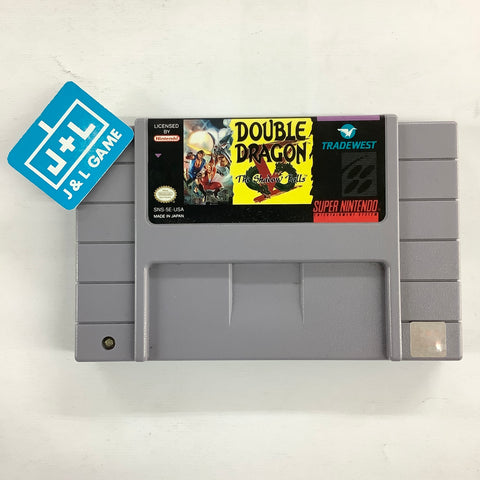 J+L
J & L GAME
LICENSED
BY
Nintendo
SNS-SE-USA
MADE IN JAPAN
DOUBLE
DRAGON
V
The Shadow Falls
TRADEWEST
SUPER NINTENDO
ENTERTAINMENT SYSTEM